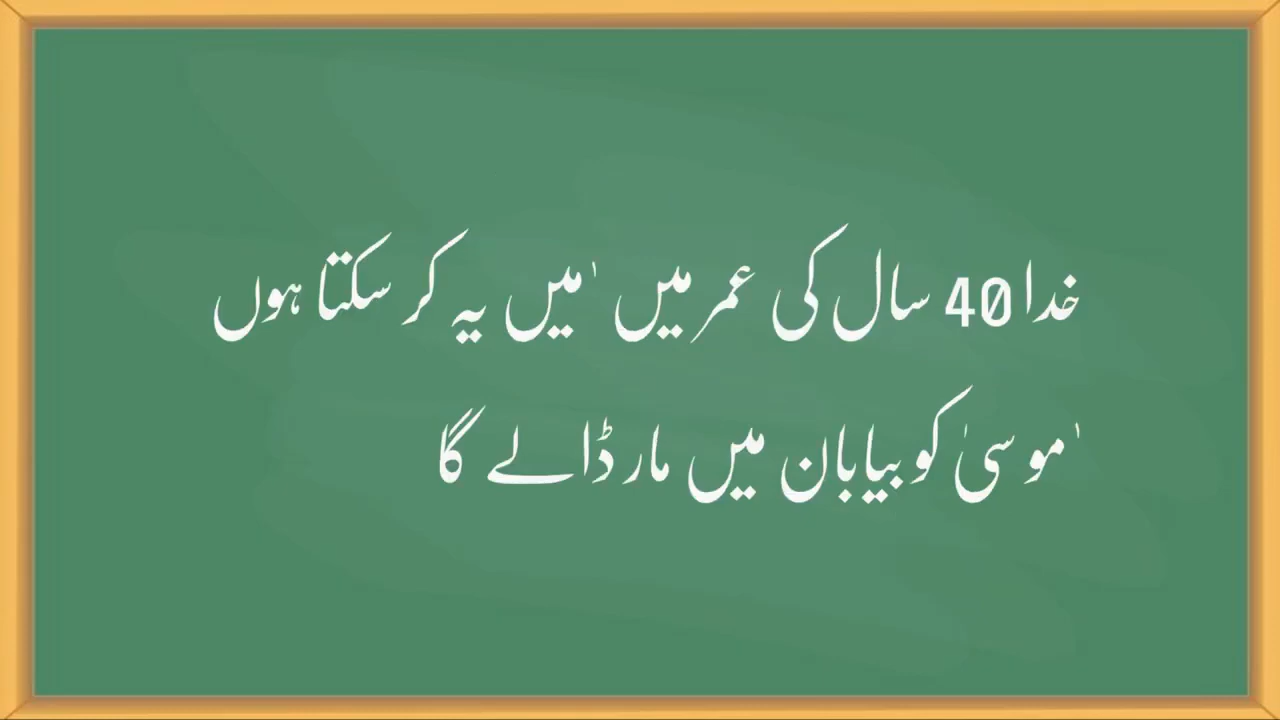 خدا 40 سال کی عمر میں 'میں یہ کر سکتا ہوں
'موسیٰ کو بیابان میں مار ڈالے گا